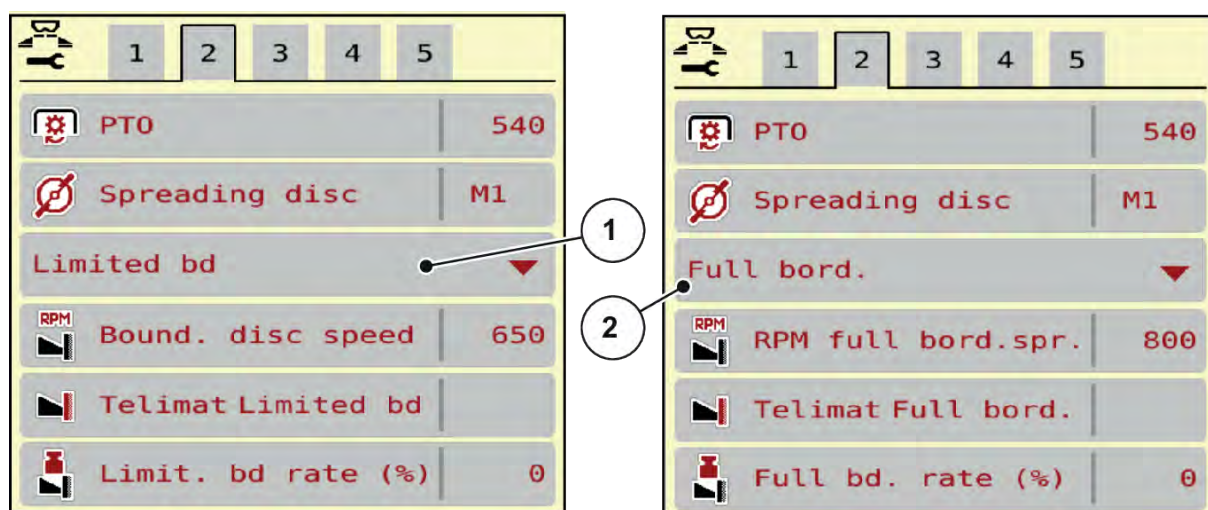 1 2 3 4 5
PTO 540
Spreading disc M1
Limited bd
RPM
Bound. disc speed 650
Telimat Limited bd
Limit. bd rate (%) 0
1
2
1 2 3 4 5
PTO 540
Spreading disc M1
Full bord.
RPM
RPM full bord.spr. 800
Telimat Full bord.
Full bd. rate (%) 0